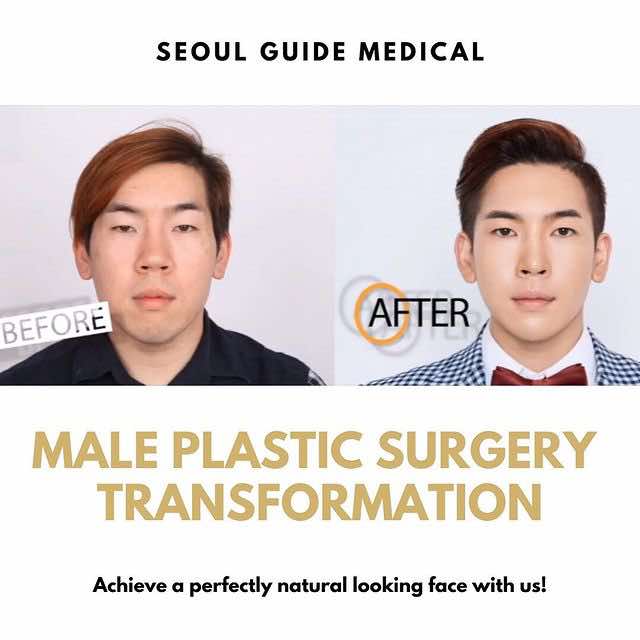 SEOUL GUIDE MEDICAL
BEFORE
AFTER
MALE PLASTIC SURGERY
TRANSFORMATION
Achieve a perfectly natural looking face with us!